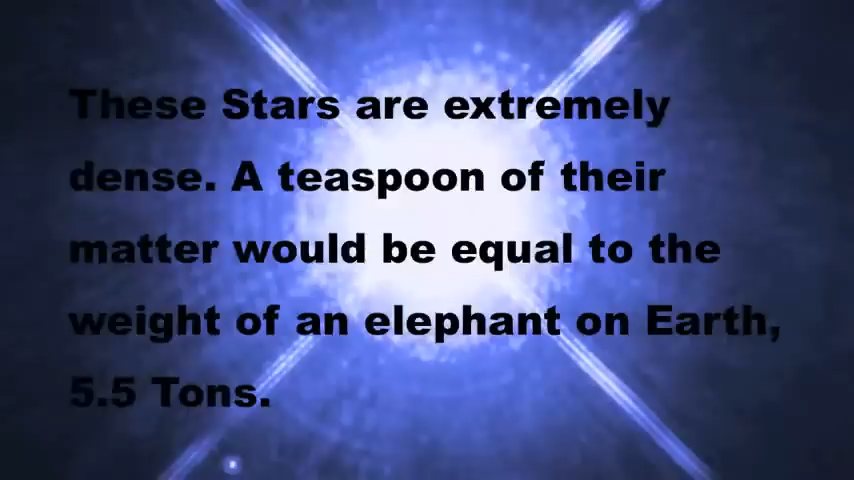 These Stars are extremely
dense. A teaspoon of their
matter would be equal to the
weight of an elephant on Earth,
5.5 Tons.